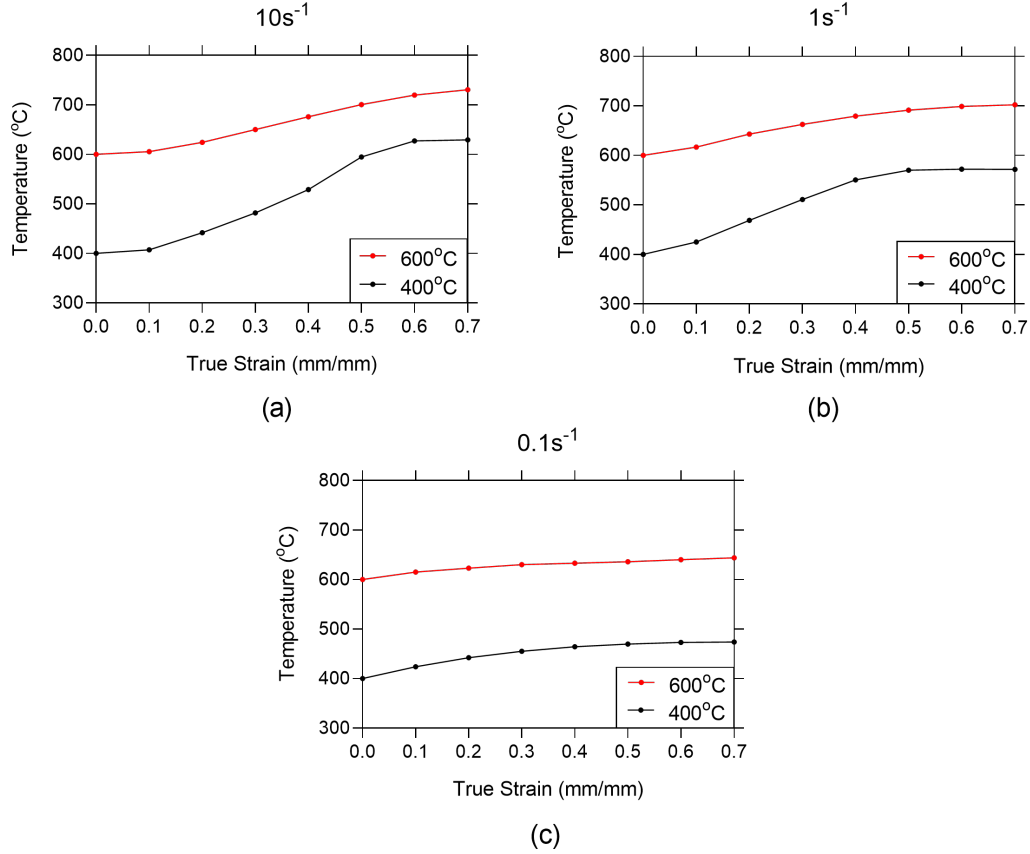 10s-1
800
700
600
500
400
300
Temperature (oC)
600oC
400oC
0.0 0.1 0.2 0.3 0.4 0.5 0.6 0.7
True Strain (mm/mm)
(a)
1s-1
800
700
600
500
400
300
Temperature (oC)
600oC
400oC
0.0 0.1 0.2 0.3 0.4 0.5 0.6 0.7
True Strain (mm/mm)
(b)
0.1s-1
800
700
600
500
400
300
Temperature (oC)
600oC
400oC
0.0 0.1 0.2 0.3 0.4 0.5 0.6 0.7
True Strain (mm/mm)
(c)